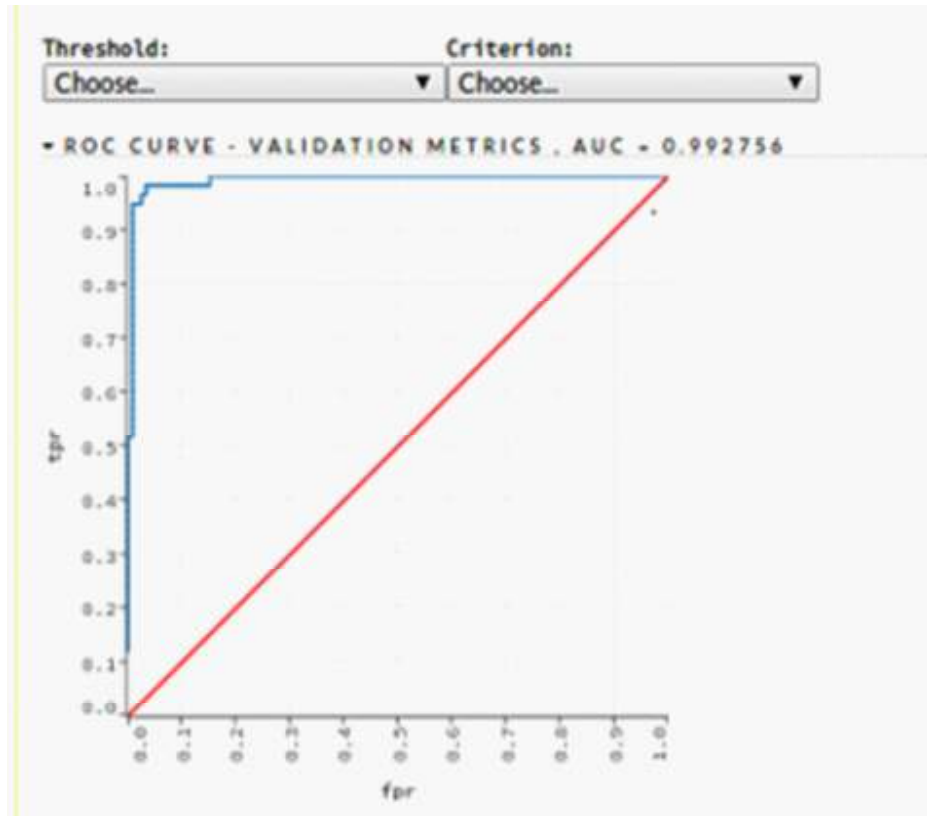 Threshold: Criterion:
Choose... ▼ Choose... ▼
▾ ROC CURVE - VALIDATION METRICS , AUC = 0.992756
1.0
0.9
0.8
0.7
0.6
0.5
0.4
0.3
0.2
0.1
0.0
tpr
0.0 0.1 0.2 0.3 0.4 0.5 0.6 0.7 0.8 0.9 1.0
fpr